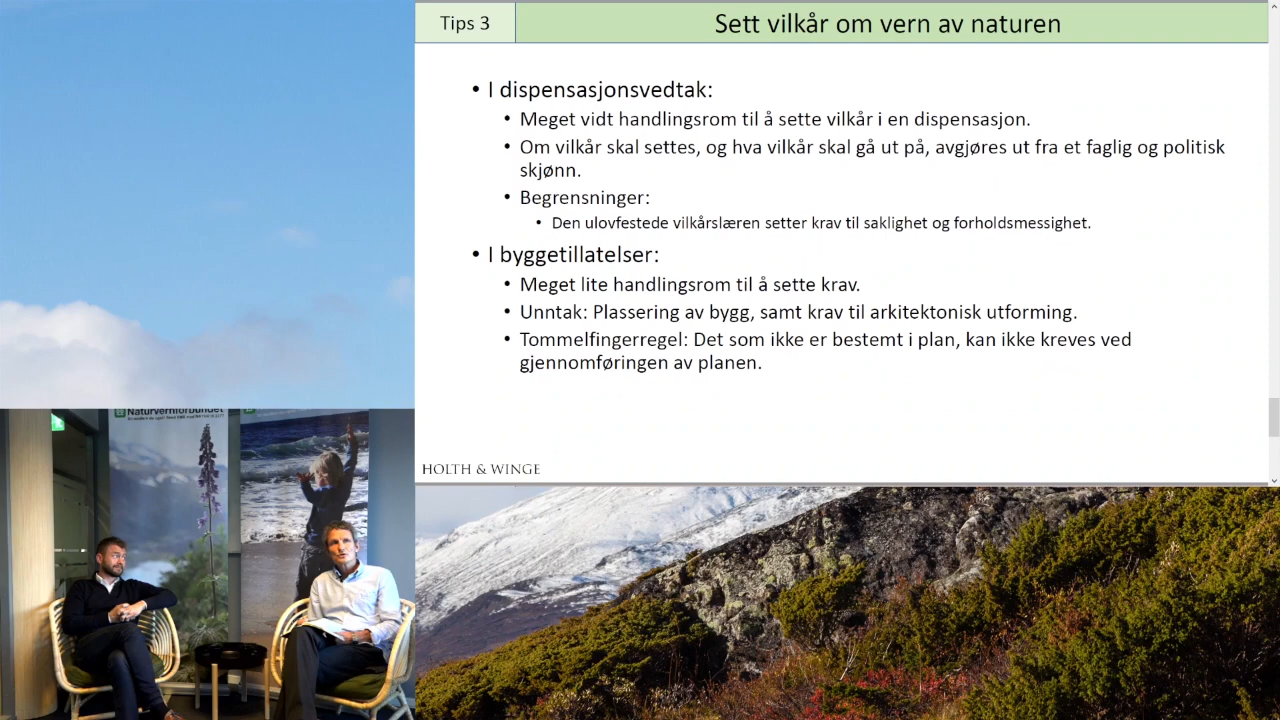 Tips 3
Sett vilkår om vern av naturen
• I dispensasjonsvedtak:
• Meget vidt handlingsrom til å sette vilkår i en dispensasjon.
• Om vilkår skal settes, og hva vilkår skal gå ut på, avgjøres ut fra et faglig og politisk
skjønn.
• Begrensninger:
• Den ulovfestede vilkårslæren setter krav til saklighet og forholdsmessighet.
• I byggetillatelser:
• Meget lite handlingsrom til å sette krav.
• Unntak: Plassering av bygg, samt krav til arkitektonisk utforming.
• Tommelfingerregel: Det som ikke er bestemt i plan, kan ikke kreves ved
gjennomføringen av planen.
HOLTH & WINGE
Naturvernforbundet